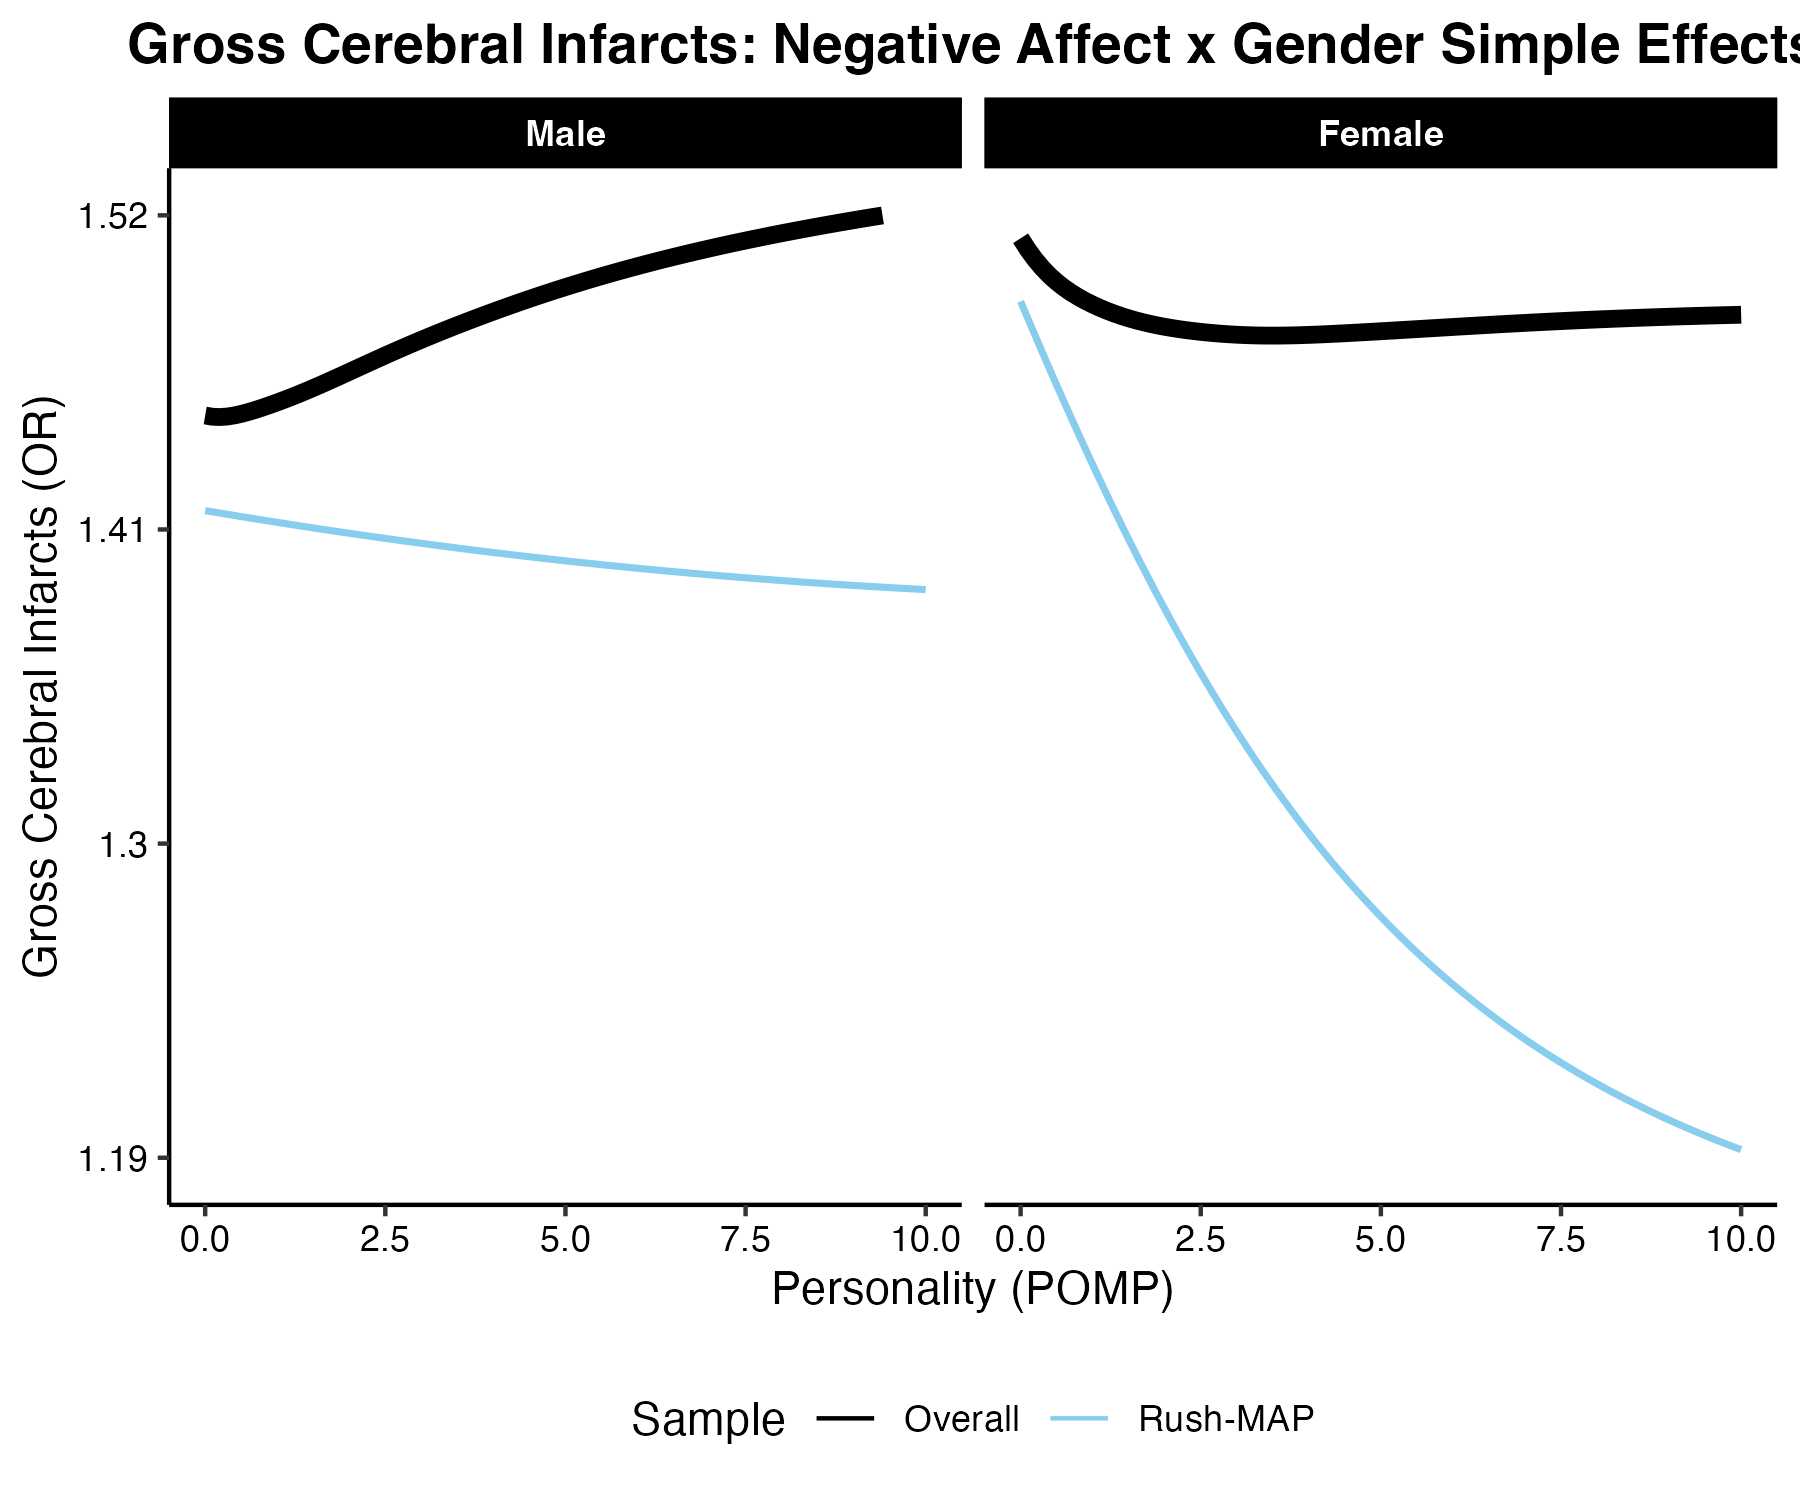 Gross Cerebral Infarcts: Negative Affect x Gender Simple Effects
Male
Female
Gross Cerebral Infarcts (OR)
1.52
1.41
1.3
1.19
0.0 2.5 5.0 7.5 10.0
0.0 2.5 5.0 7.5 10.0
Personality (POMP)
Sample Overall Rush-MAP